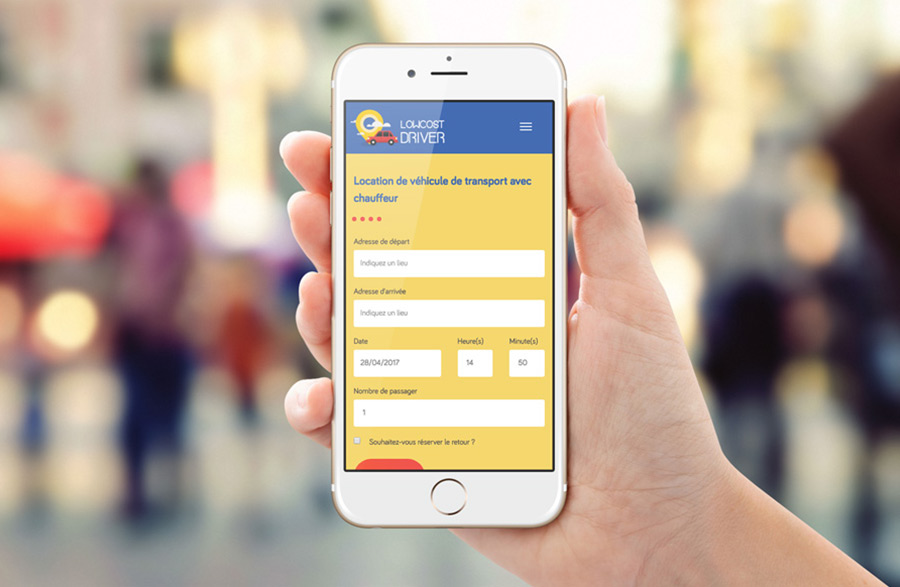 LOWCOST
DRIVER
Location de véhicule de transport avec
chauffeur
Adresse de départ
Indiquez un lieu
Adresse d'arrivée
Indiquez un lieu
Date Heure(s) Minute(s)
28/04/2017 14 50
Nombre de passager
1
Souhaitez-vous réserver le retour ?